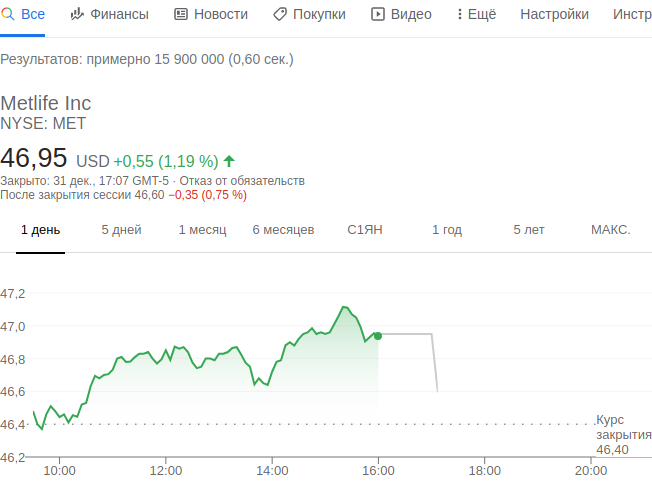 Все Финансы Новости Покупки Видео Ещё Настройки Инстр
Результатов: примерно 15 900 000 (0,60 сек.)
Metlife Inc
NYSE: MET
46,95 USD +0,55 (1,19 %)
Закрыто: 31 дек., 17:07 GMT-5 · Отказ от обязательств
После закрытия сессии 46,60 −0,35 (0,75 %)
1 день 5 дней 1 месяц 6 месяцев С1ЯН 1 год 5 лет МАКС.
47,2
47,0
46,8
46,6
46,4
46,2
Курс
закрытия
46,40
10:00 12:00 14:00 16:00 18:00 20:00